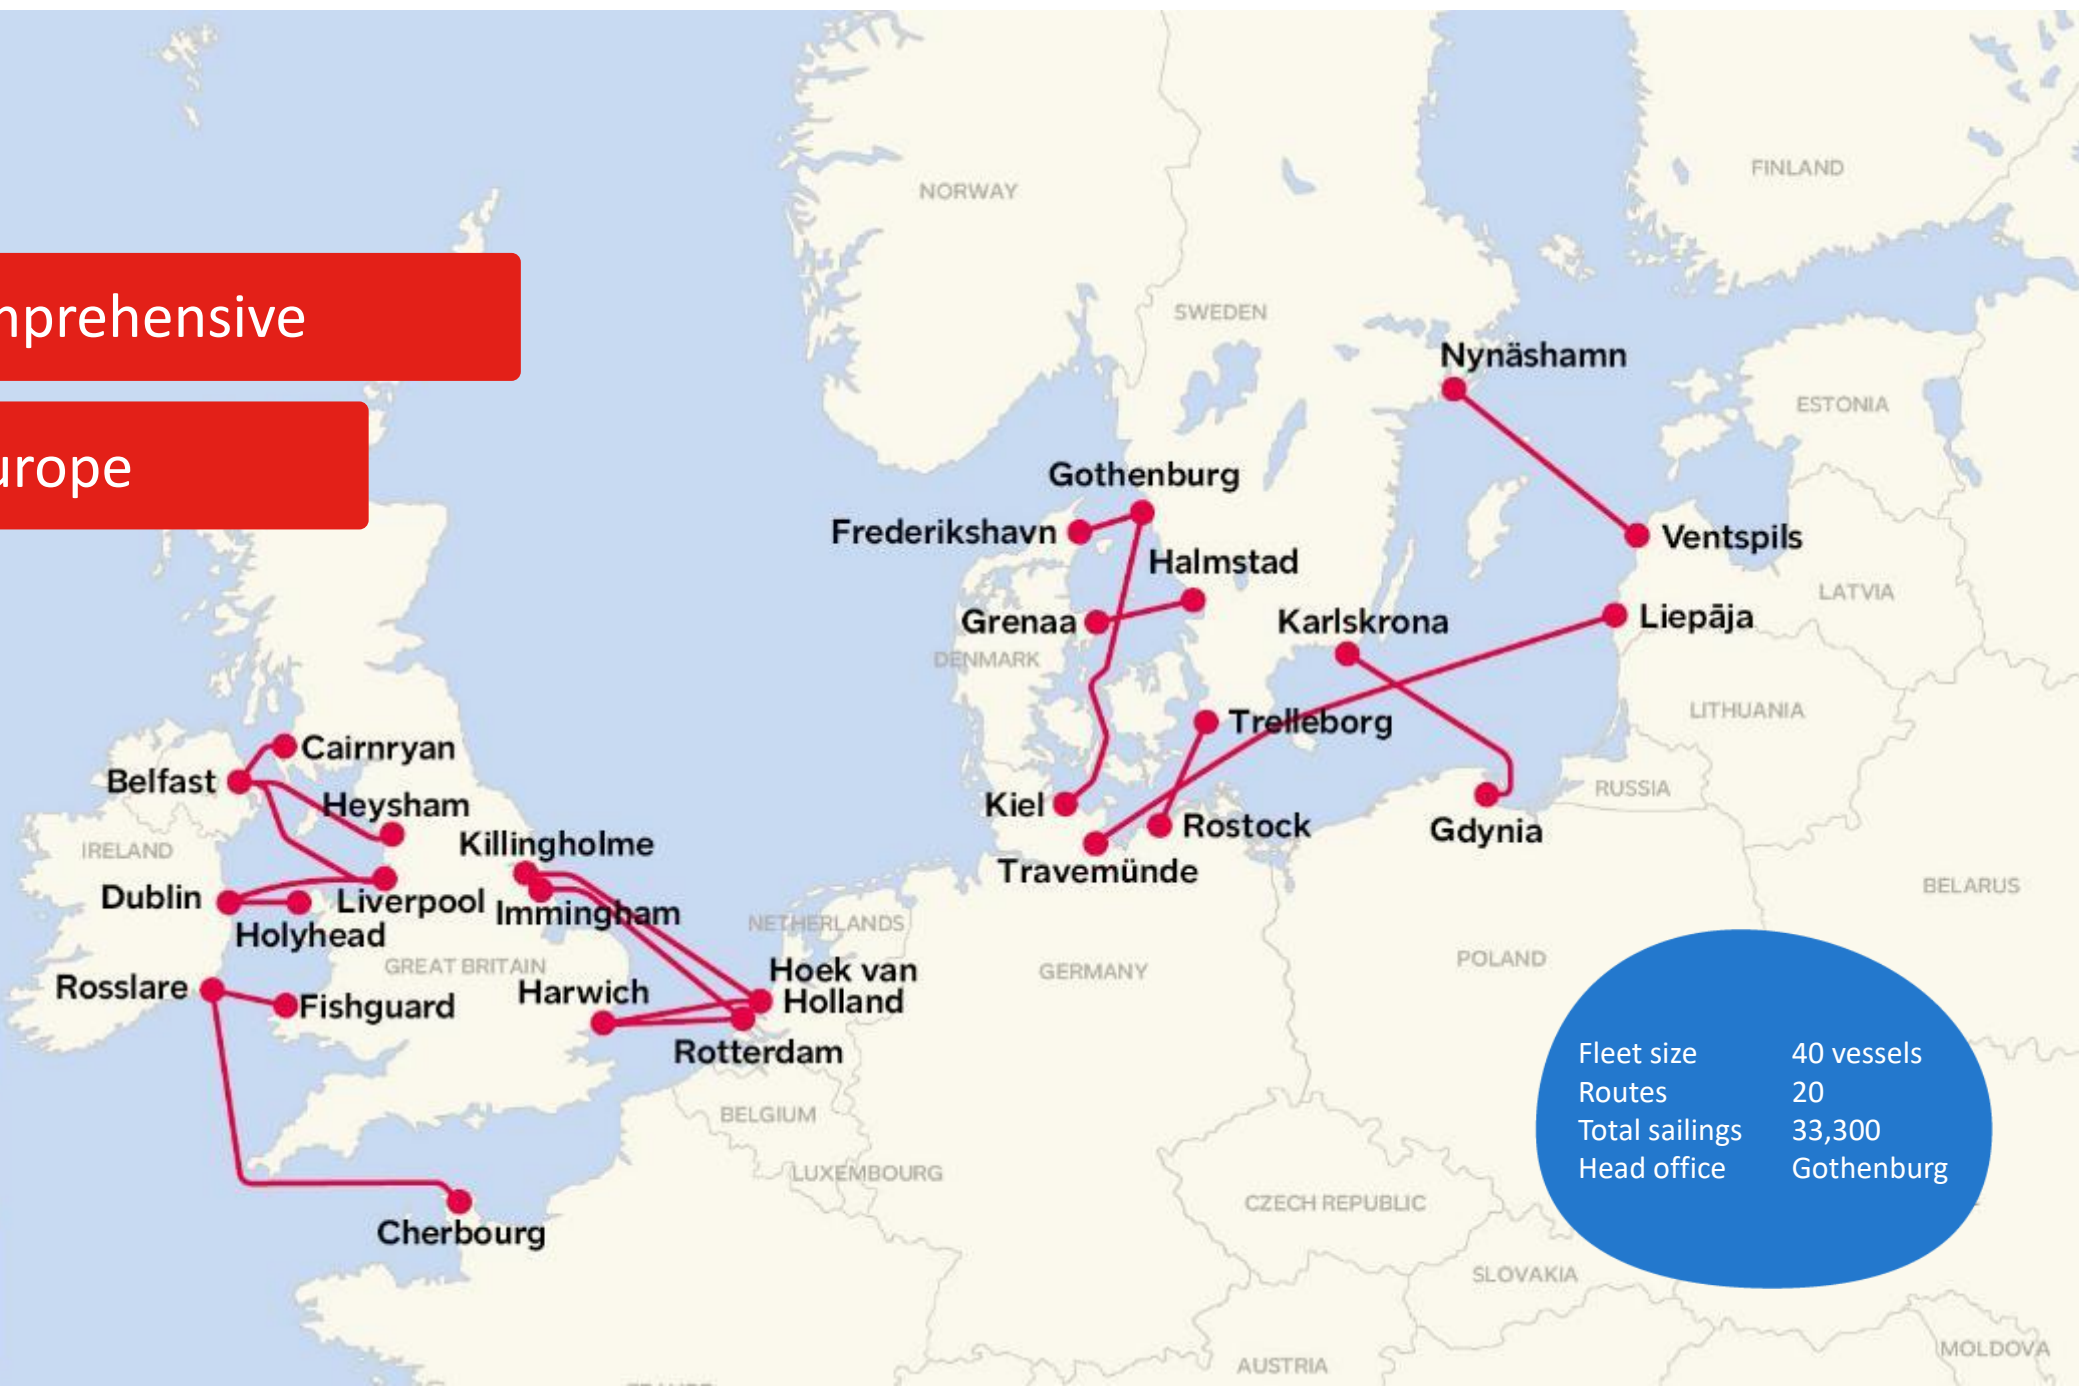 FINLAND
NORWAY
SWEDEN
mprehensive
Nynäshamn
ESTONIA
urope
Gothenburg
Frederikshavn
Ventspils
Halmstad
LATVIA
Grenaa
Karlskrona
Liepāja
DENMARK
LITHUANIA
Trelleborg
Cairnryan
Belfast
RUSSIA
Heysham
Kiel
Rostock
Gdynia
Killingholme
IRELAND
Travemünde
BELARUS
Dublin
Liverpool
Immingham
NETHERLANDS
Holyhead
GREAT BRITAIN
POLAND
GERMANY
Hoek van
Holland
Rosslare
Harwich
Fishguard
Rotterdam
Fleet size 40 vessels
Routes 20
Total sailings 33,300
Head office Gothenburg
BELGIUM
LUXEMBOURG
CZECH REPUBLIC
Cherbourg
SLOVAKIA
MOLDOVA
AUSTRIA